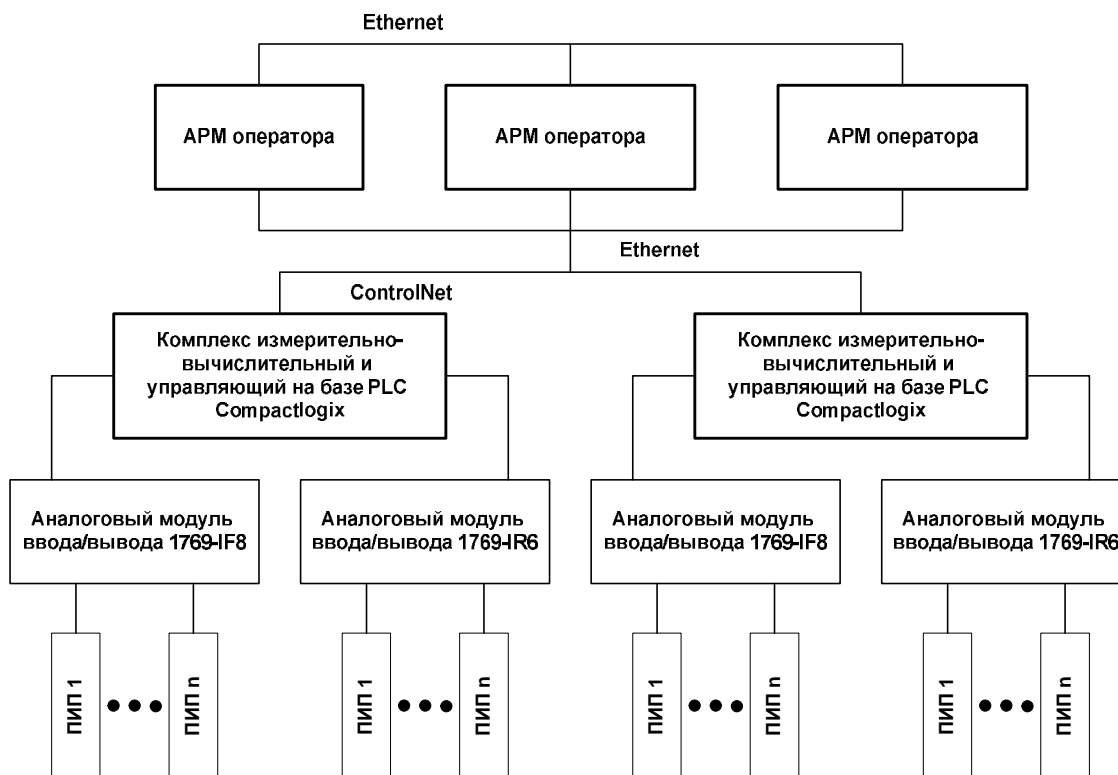 Ethernet
АРМ оператора
АРМ оператора
АРМ оператора
Ethernet
ControlNet
Комплекс измерительно-
вычислительный и
управляющий на базе PLC
Compactlogix
Комплекс измерительно-
вычислительный и
управляющий на базе PLC
Compactlogix
Аналоговый модуль
ввода/вывода 1769-IF8
Аналоговый модуль
ввода/вывода 1769-IR6
Аналоговый модуль
ввода/вывода 1769-IF8
Аналоговый модуль
ввода/вывода 1769-IR6
ПИП 1
ПИП n
ПИП 1
ПИП n
ПИП 1
ПИП n
ПИП 1
ПИП n